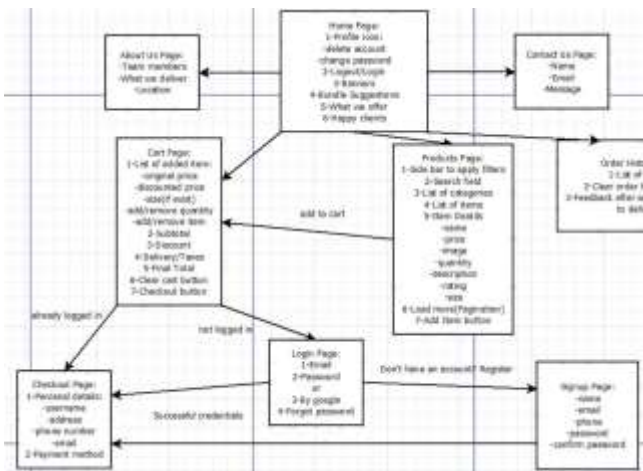 Home Page:
1-Profile icon:
-delete account
-change password
2-Logout/Login
3-Banners
4-Bundle Suggestions
5-What we offer
6-Happy clients
About Us Page:
-Team members
-What we deliver
-Location
Contact Us Page:
-Name
-Email
-Message
Cart Page:
1-List of added item:
-original price
-discounted price
-size(if exist)
-add/remove quantity
-add/remove item
2-Subtotal
3-Discount
4-Delivery/Taxes
5-Final Total
6-Clear cart button
7-Checkout button
add to cart
Products Page:
1-Side bar to apply filters
2-Search field
3-List of categories
4-List of items
5-Item Details
-name
-price
-image
-quantity
-description
-rating
-size
6-Load more(Pagination)
7-Add item button
Order
1-List of
2-Clear order
3-Feedback after
to
already logged in
not logged in
Login Page:
1-Email
2-Password
or
3-By google
4-Forgot password
Don't have an account? Register
Checkout Page:
1-Personal details:
-username
-address
-phone number
-email
2-Payment method
Successful credentials
Signup Page:
-name
-email
-phone
-password
-confirm password